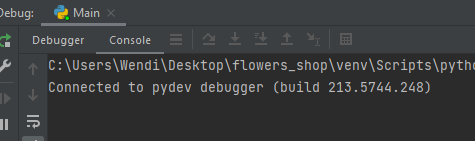 Debug: Main
Debugger Console
C:\Users\Wendi\Desktop\flowers_shop\venv\Scripts\pytho
Connected to pydev debugger (build 213.5744.248)